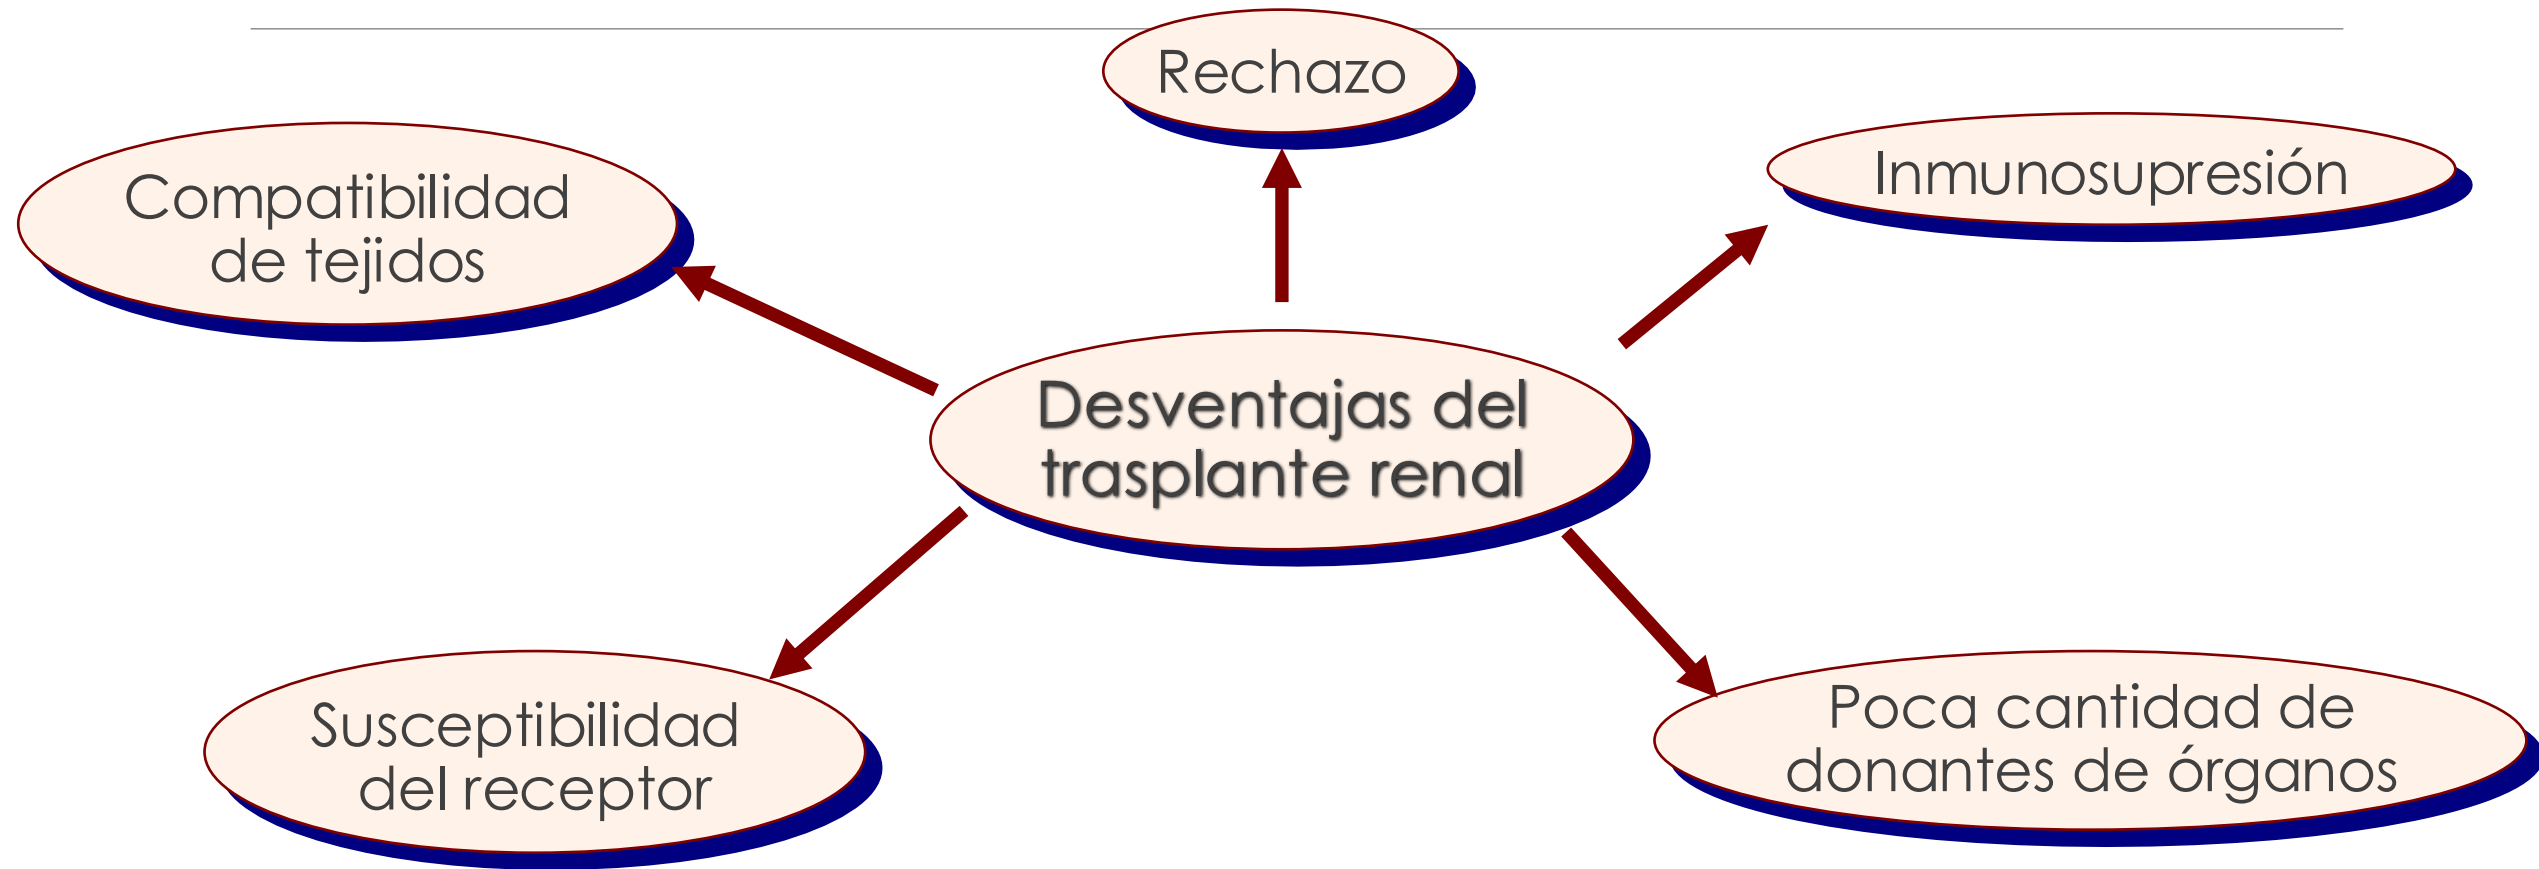 Rechazo
Compatibilidad
de tejidos
Inmunosupresión
Desventajas del
trasplante renal
Susceptibilidad
del receptor
Poca cantidad de
donantes de órganos